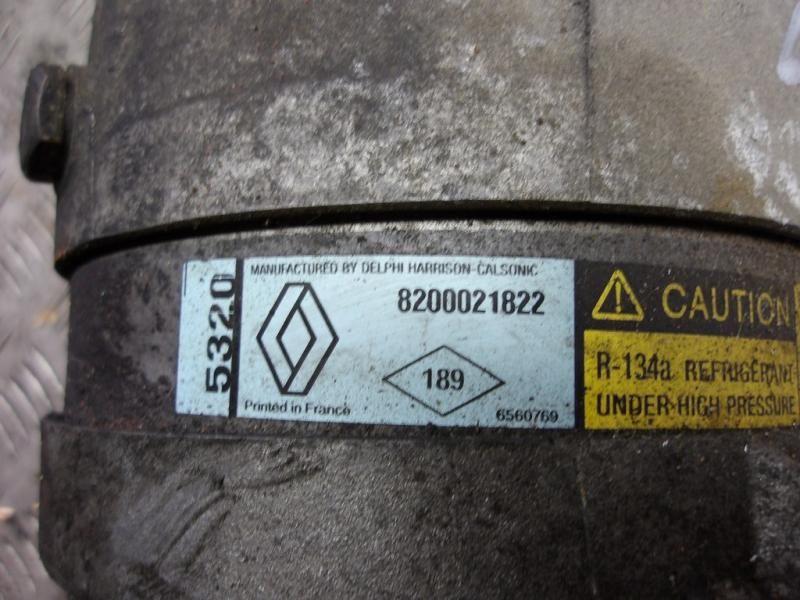 5320
MANUFACTURED BY DELPHI HARRISON-CALSONIC
8200021822
189
Printed in France
6560769
CAUTION
R-134a REFRIGERANT
UNDER HIGH PRESSURE